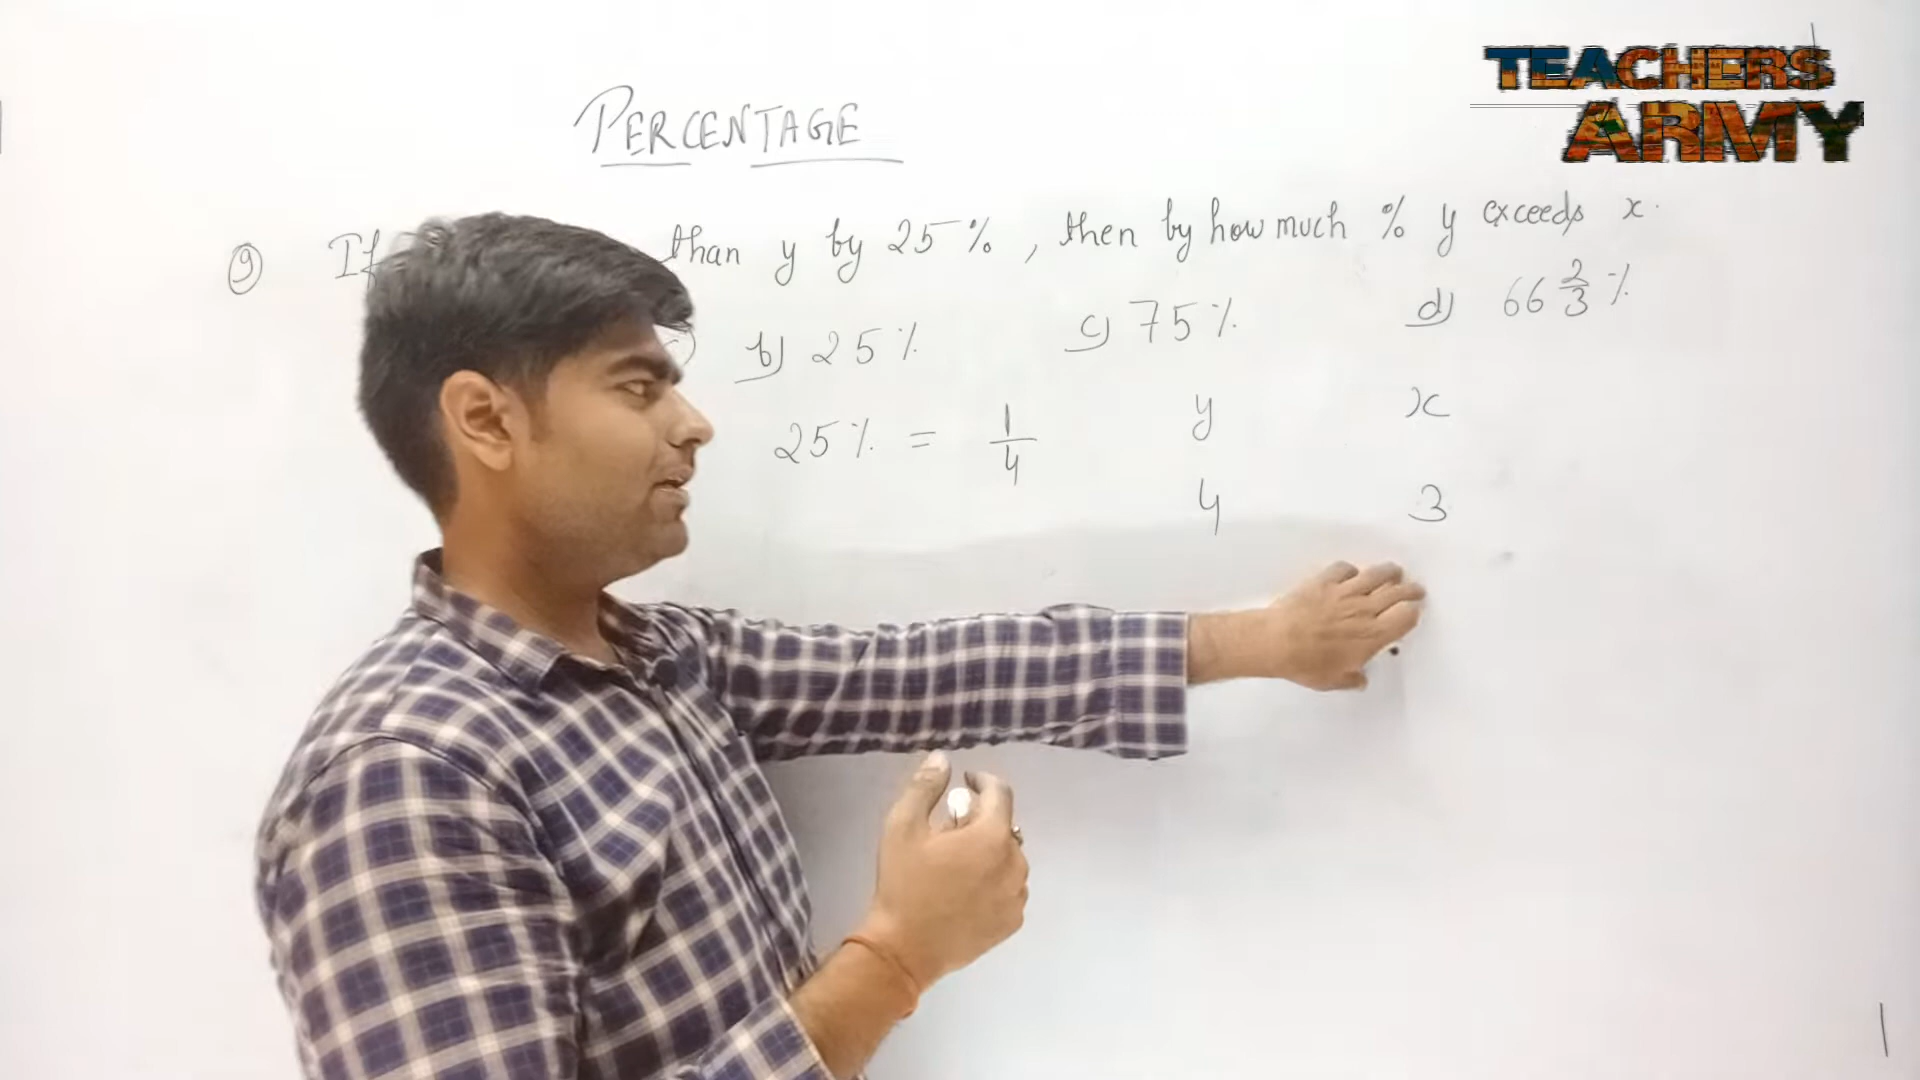 TEACHERS
ARMY
PERCENTAGE
Q If than y by 25%, then by how much % y exceeds x.
b) 25% c) 75% d) 66 2/3 %
25% = 1/4 y x
4 3